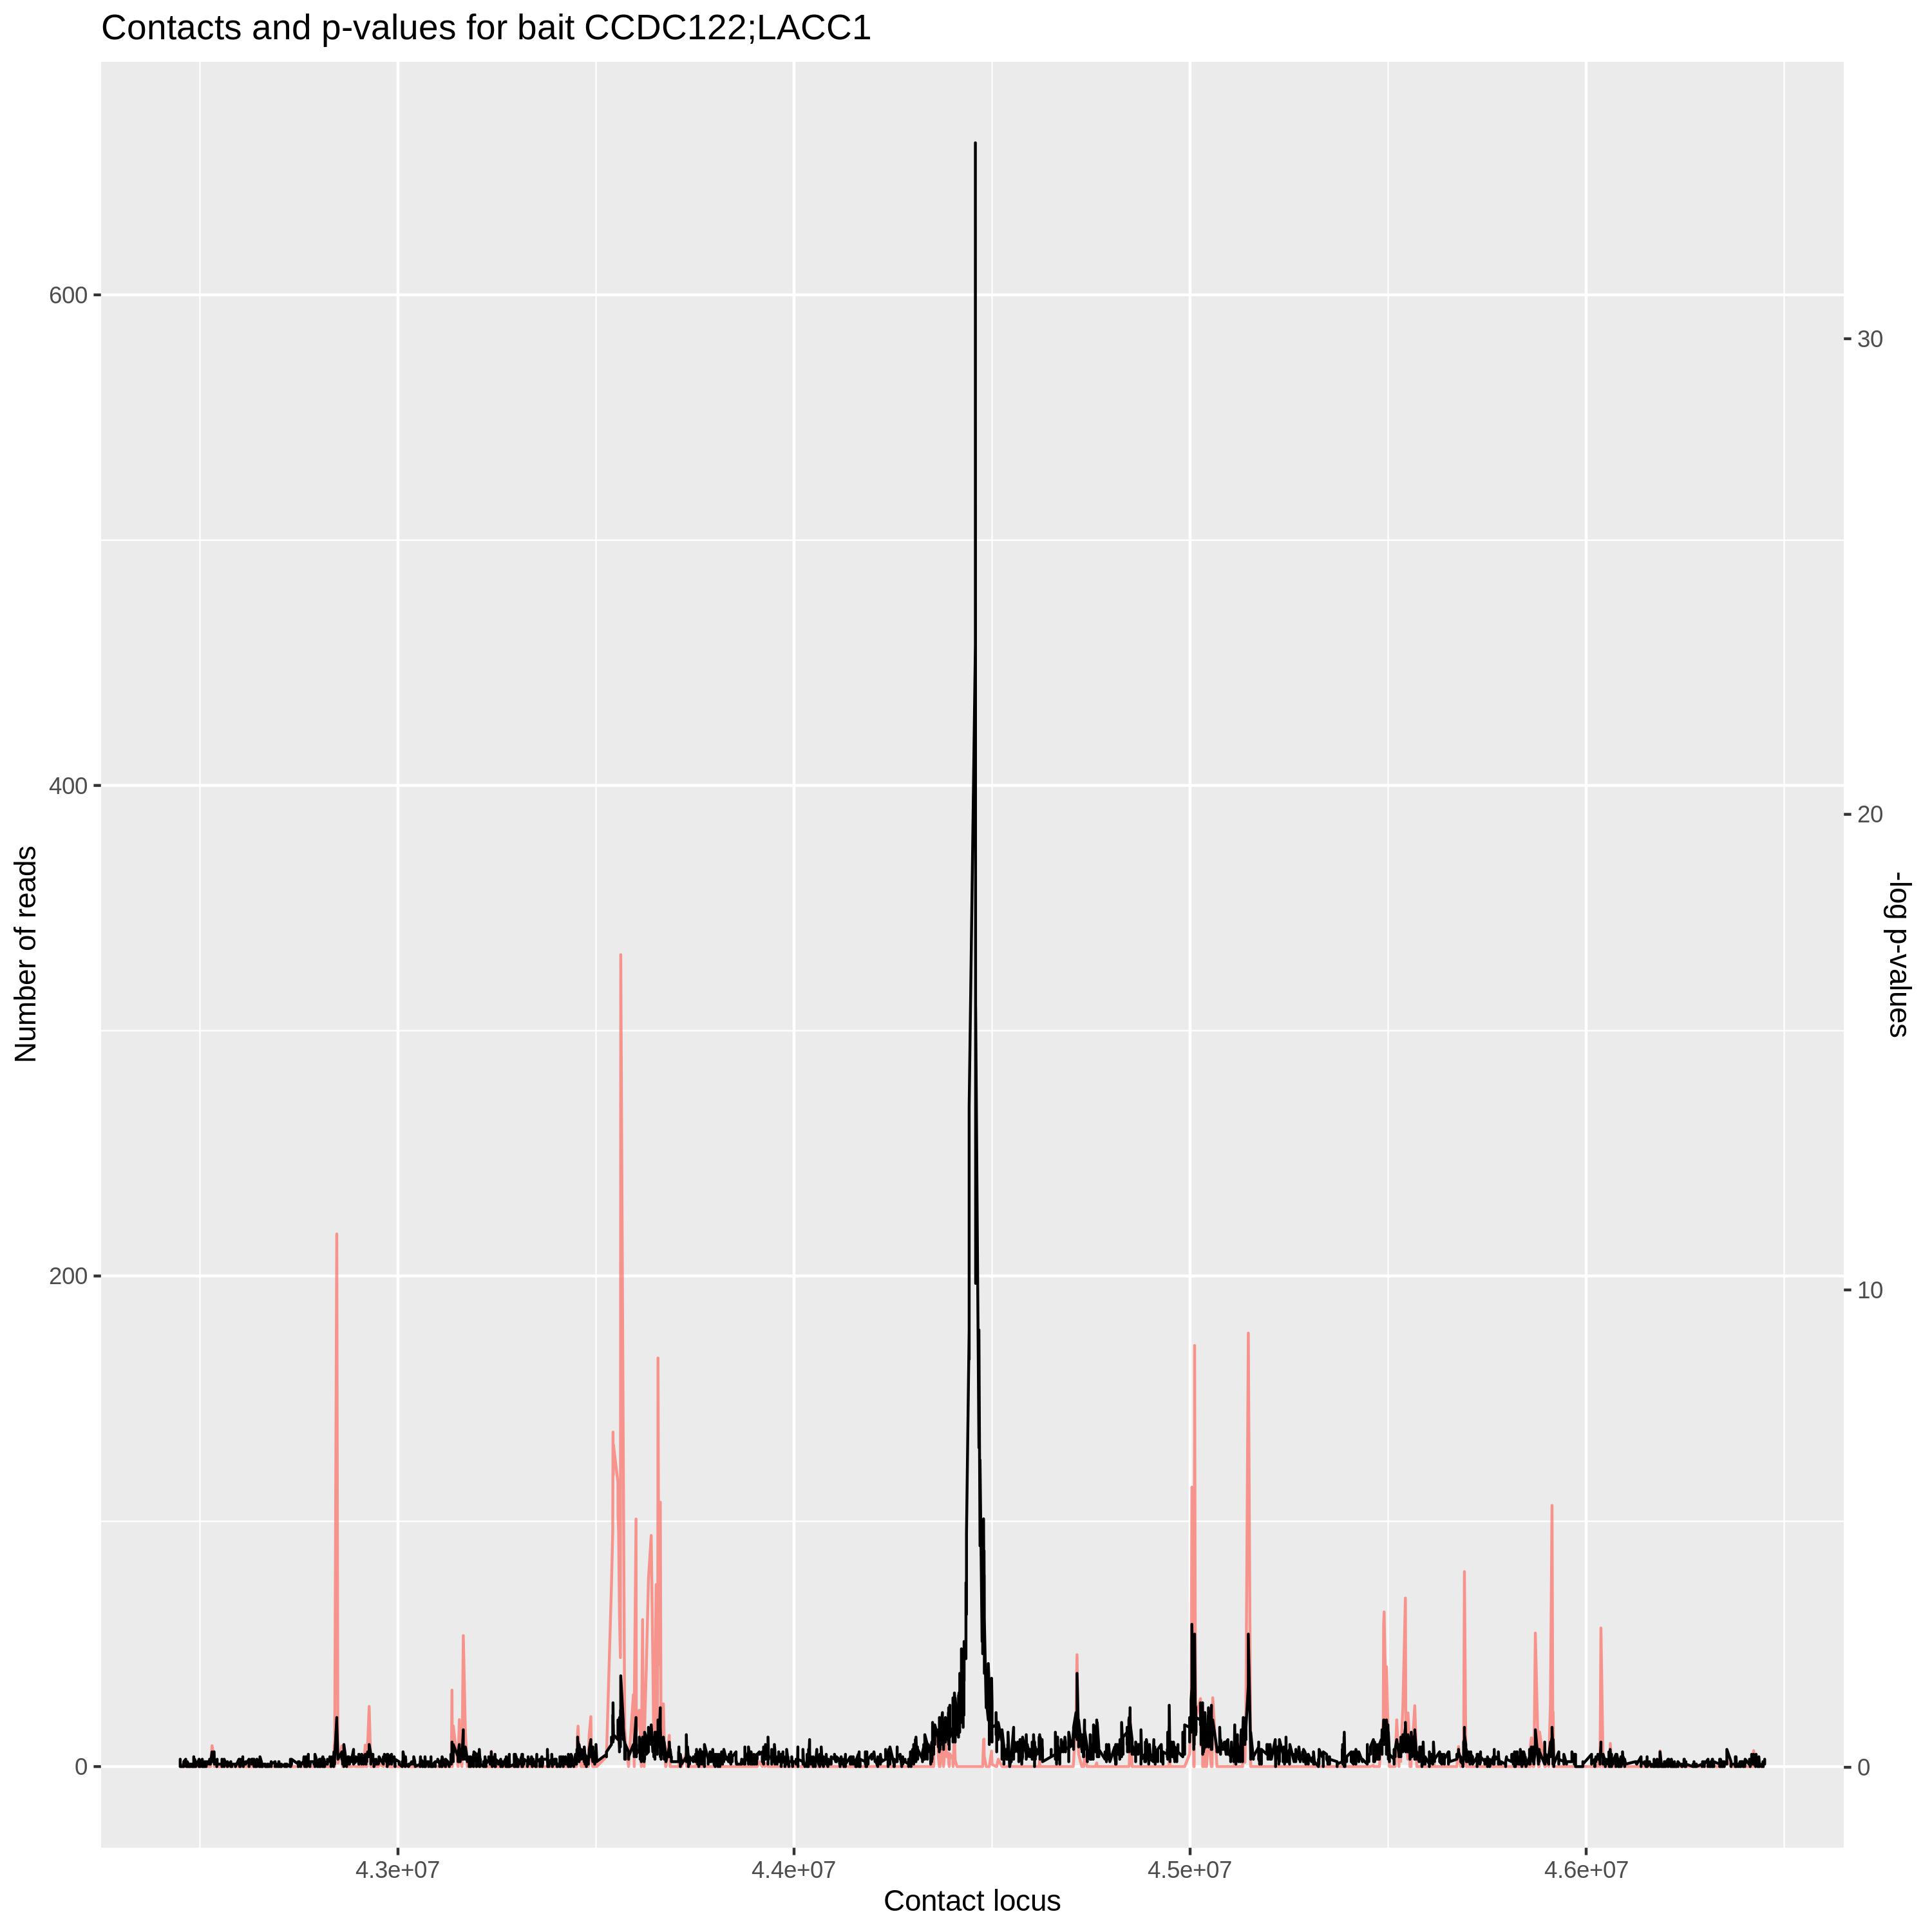 Contacts and p-values for bait CCDC122;LACC1
600
400
200
0
Number of reads
30
20
10
0
-log p-values
4.3e+07
4.4e+07
4.5e+07
4.6e+07
Contact locus